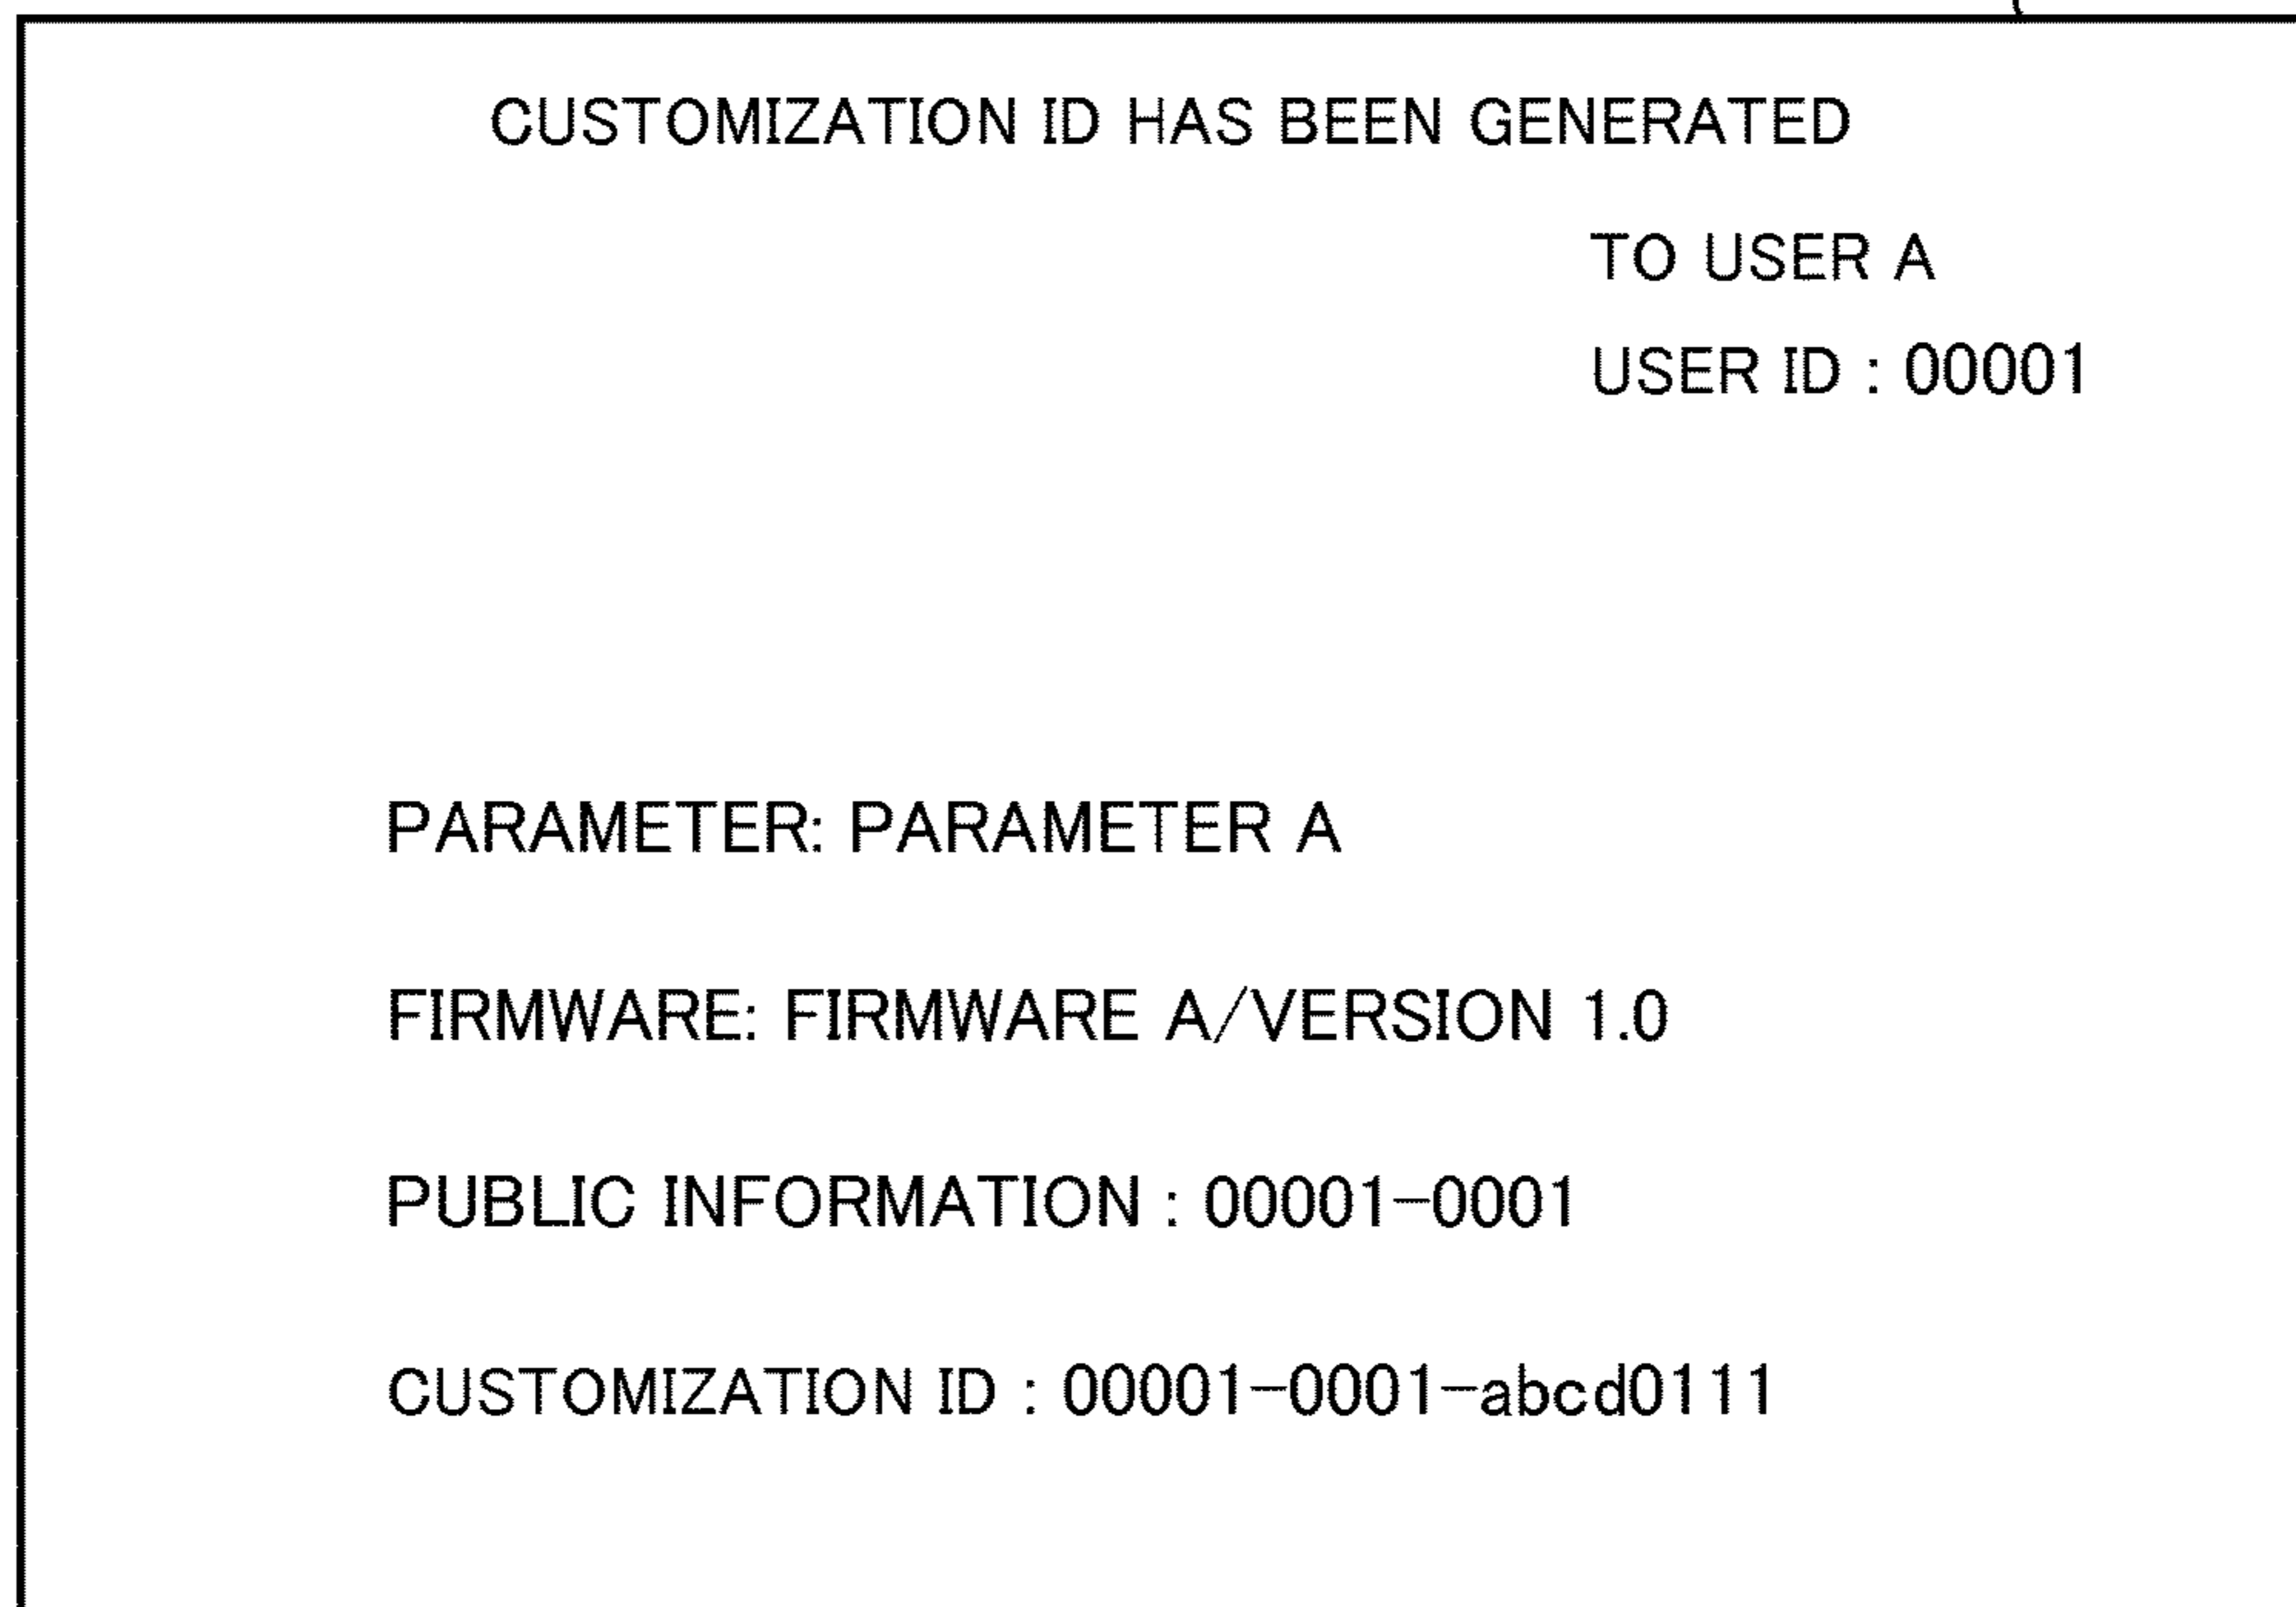 CUSTOMIZATION ID HAS BEEN GENERATED
TO USER A
USER ID : 00001
PARAMETER: PARAMETER A
FIRMWARE: FIRMWARE A/VERSION 1.0
PUBLIC INFORMATION : 00001-0001
CUSTOMIZATION ID : 00001-0001-abcd0111